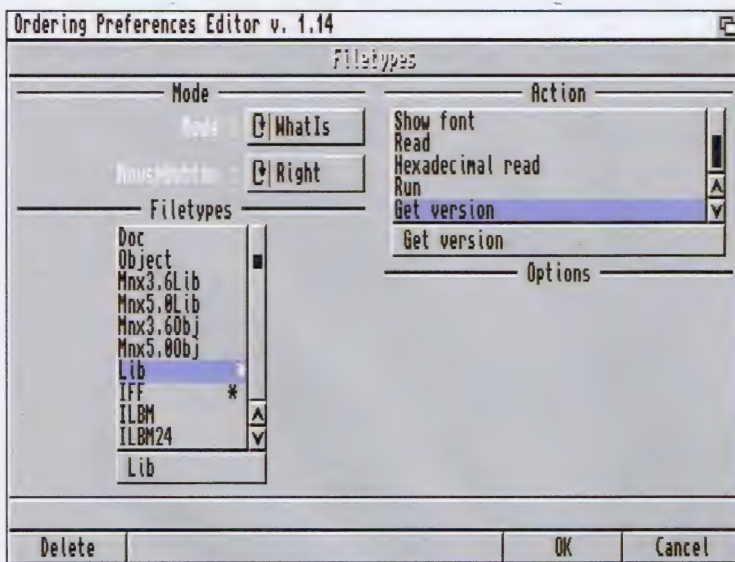 Ordering Preferences Editor v. 1.14
Filetypes
Mode
Mode : WhatIs
Mousebutton : Right
Filetypes
Doc
Object
Mnx3.6Lib
Mnx5.0Lib
Mnx3.6Obj
Mnx5.0Obj
Lib
IFF *
ILBM
ILBM24
Lib
Action
Show font
Read
Hexadecimal read
Run
Get version
Get version
Options
Delete
OK
Cancel